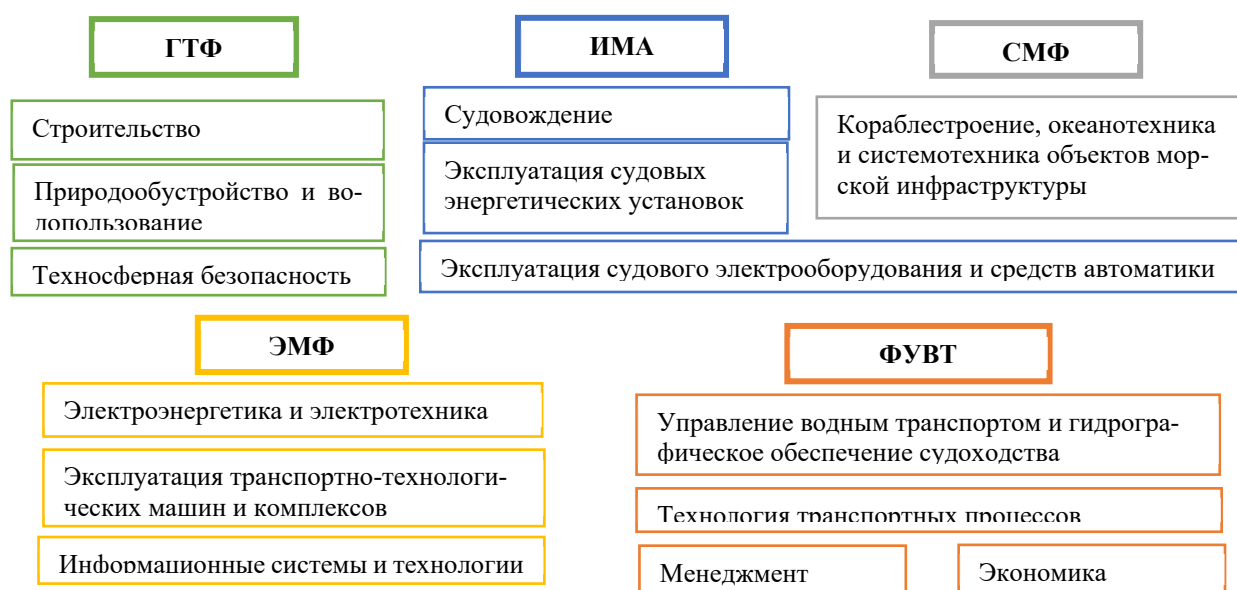 ГТФ
Строительство
Природообустройство и во-
допользование
Техносферная безопасность
ИМА
Судовождение
Эксплуатация судовых
энергетических установок
Эксплуатация судового электрооборудования и средств автоматики
СМФ
Кораблестроение, океанотехника
и системотехника объектов мор-
ской инфраструктуры
ЭМФ
Электроэнергетика и электротехника
Эксплуатация транспортно-технологи-
ческих машин и комплексов
Информационные системы и технологии
ФУВТ
Управление водным транспортом и гидрогра-
фическое обеспечение судоходства
Технология транспортных процессов
Менеджмент
Экономика